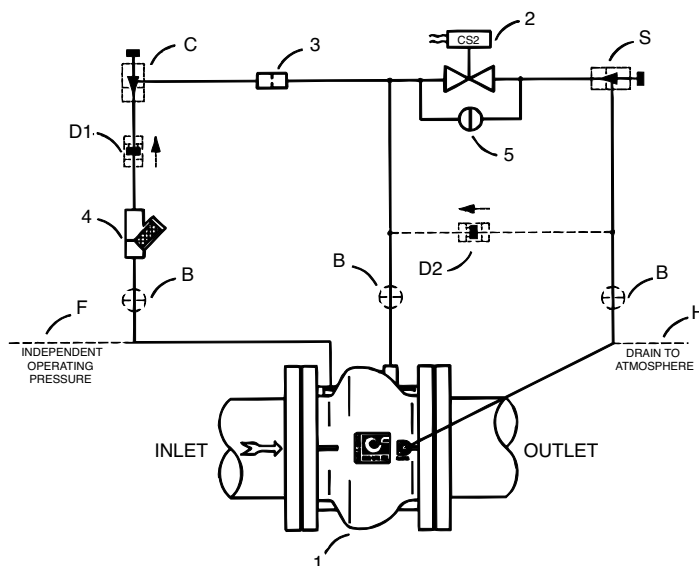 C
3
2
CS2
S
D1
5
4
D2
B
B
B
F
H
INDEPENDENT
OPERATING
PRESSURE
DRAIN TO
ATMOSPHERE
INLET
OUTLET
1